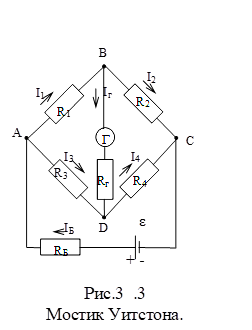 B
I₁
I₂
Iг
R₁
R₂
A
Г
C
I₃
I₄
R₃
Rг
R₄
D
IБ
ε
RБ
+ -
Рис.3 .3
Мостик Уитстона.